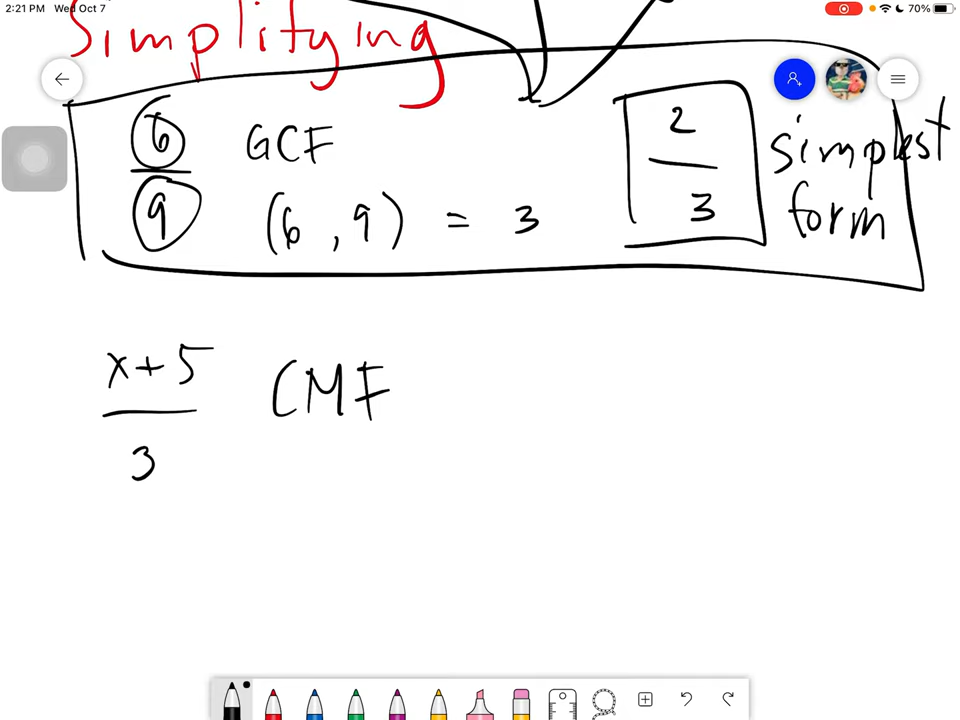 2:21 PM Wed Oct 7 70%
Simplifying
6/9 GCF (6, 9) = 3
2/3 simplest form
x+5/3 CMF